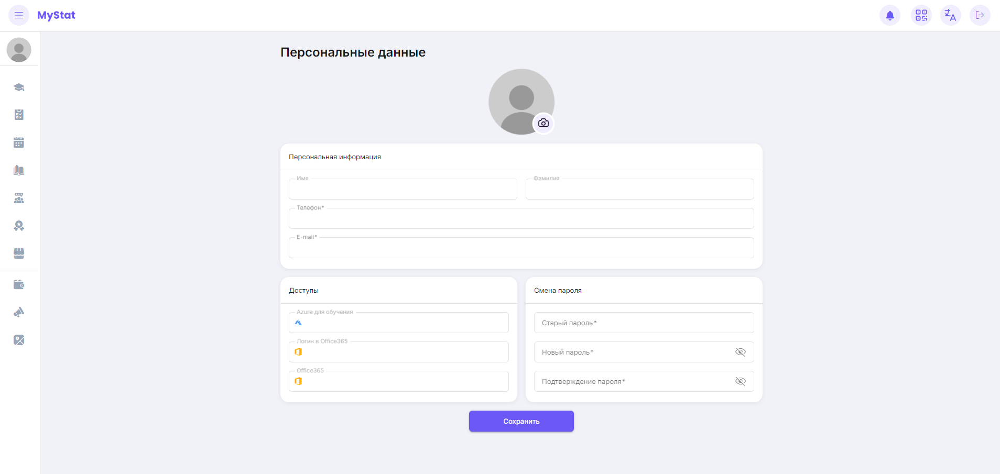 MyStat
Персональные данные
Персональная информация
Имя
Фамилия
Телефон*
E-mail*
Доступы
Azure для обучения
Логин в Office365
Office365
Смена пароля
Старый пароль*
Новый пароль*
Подтверждение пароля*
Сохранить